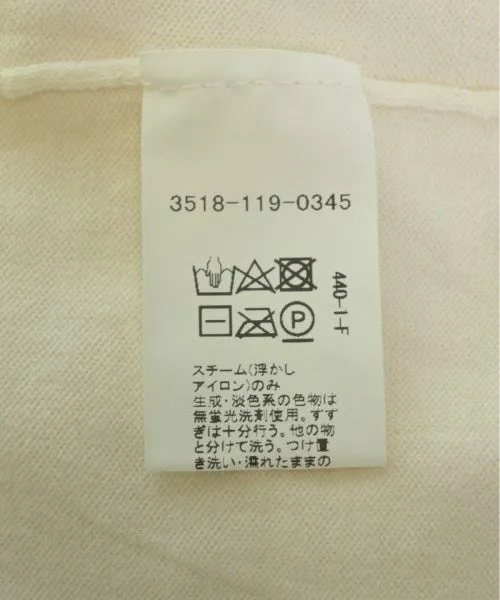 3518-119-0345
440-1-F
P
スチーム(浮かし
アイロン)のみ
生成・淡色系の色物は
無蛍光洗剤使用。すす
ぎは十分行う。他の物
と分けて洗う。つけ置
き洗い・濡れたままの